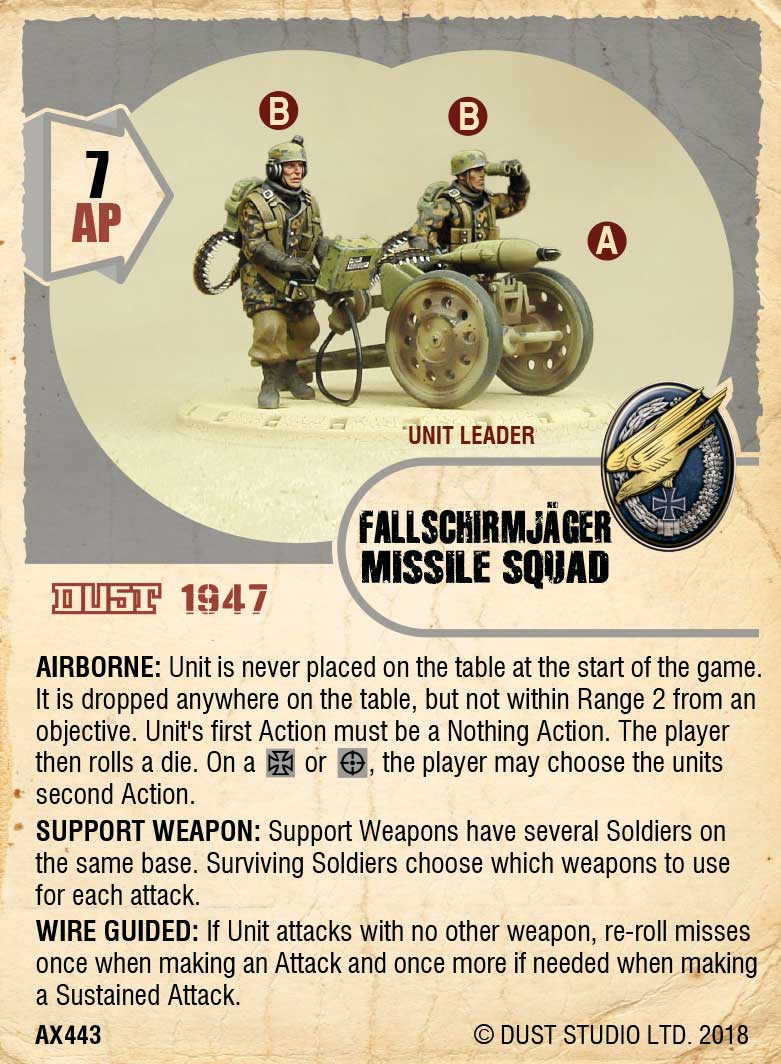 B
B
7
AP
A
UNIT LEADER
FALLSCHIRMJÄGER
MISSILE SQUAD
DUST 1947
AIRBORNE: Unit is never placed on the table at the start of the game.
It is dropped anywhere on the table, but not within Range 2 from an
objective. Unit's first Action must be a Nothing Action. The player
then rolls a die. On a or , the player may choose the units
second Action.
SUPPORT WEAPON: Support Weapons have several Soldiers on
the same base. Surviving Soldiers choose which weapons to use
for each attack.
WIRE GUIDED: If Unit attacks with no other weapon, re-roll misses
once when making an Attack and once more if needed when making
a Sustained Attack.
AX443 © DUST STUDIO LTD. 2018